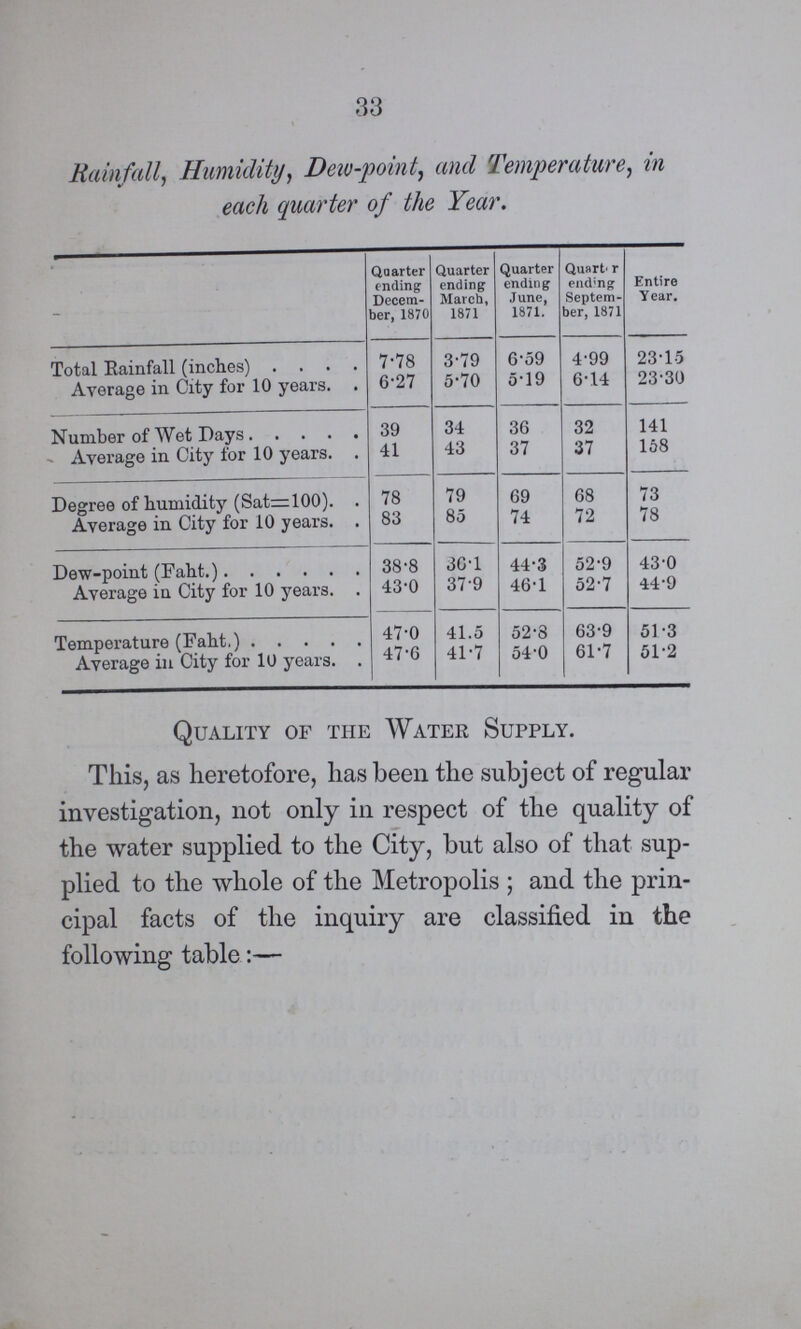 33
Rainfall, Humidity, Dew-point, and Temperature, in
each quarter of the Year.
Quarter ending December, 1870 | Quarter ending March, 1871 | Quarter ending June, 1871. | Quart r ending September, 1871 | Entire Year.
Total Rainfall (inches) . . . . 7·78 3·79 6·59 4·99 23·15
Average in City for 10 years. . 6·27 5·70 5·19 6·14 23·30
Number of Wet Days . . . . . 39 34 36 32 141
Average in City for 10 years. . 41 43 37 37 158
Degree of humidity (Sat=100). . 78 79 69 68 73
Average in City for 10 years. . 83 85 74 72 78
Dew-point (Faht.) . . . . . . 38·8 36·1 44·3 52·9 43·0
Average in City for 10 years. . 43·0 37·9 46·1 52·7 44·9
Temperature (Faht.) . . . . . 47·0 41.5 52·8 63·9 51·3
Average in City for 10 years. . 47·6 41·7 54·0 61·7 51·2
QUALITY OF THE WATER SUPPLY.
This, as heretofore, has been the subject of regular
investigation, not only in respect of the quality of
the water supplied to the City, but also of that sup-
plied to the whole of the Metropolis ; and the prin-
cipal facts of the inquiry are classified in the
following table :—